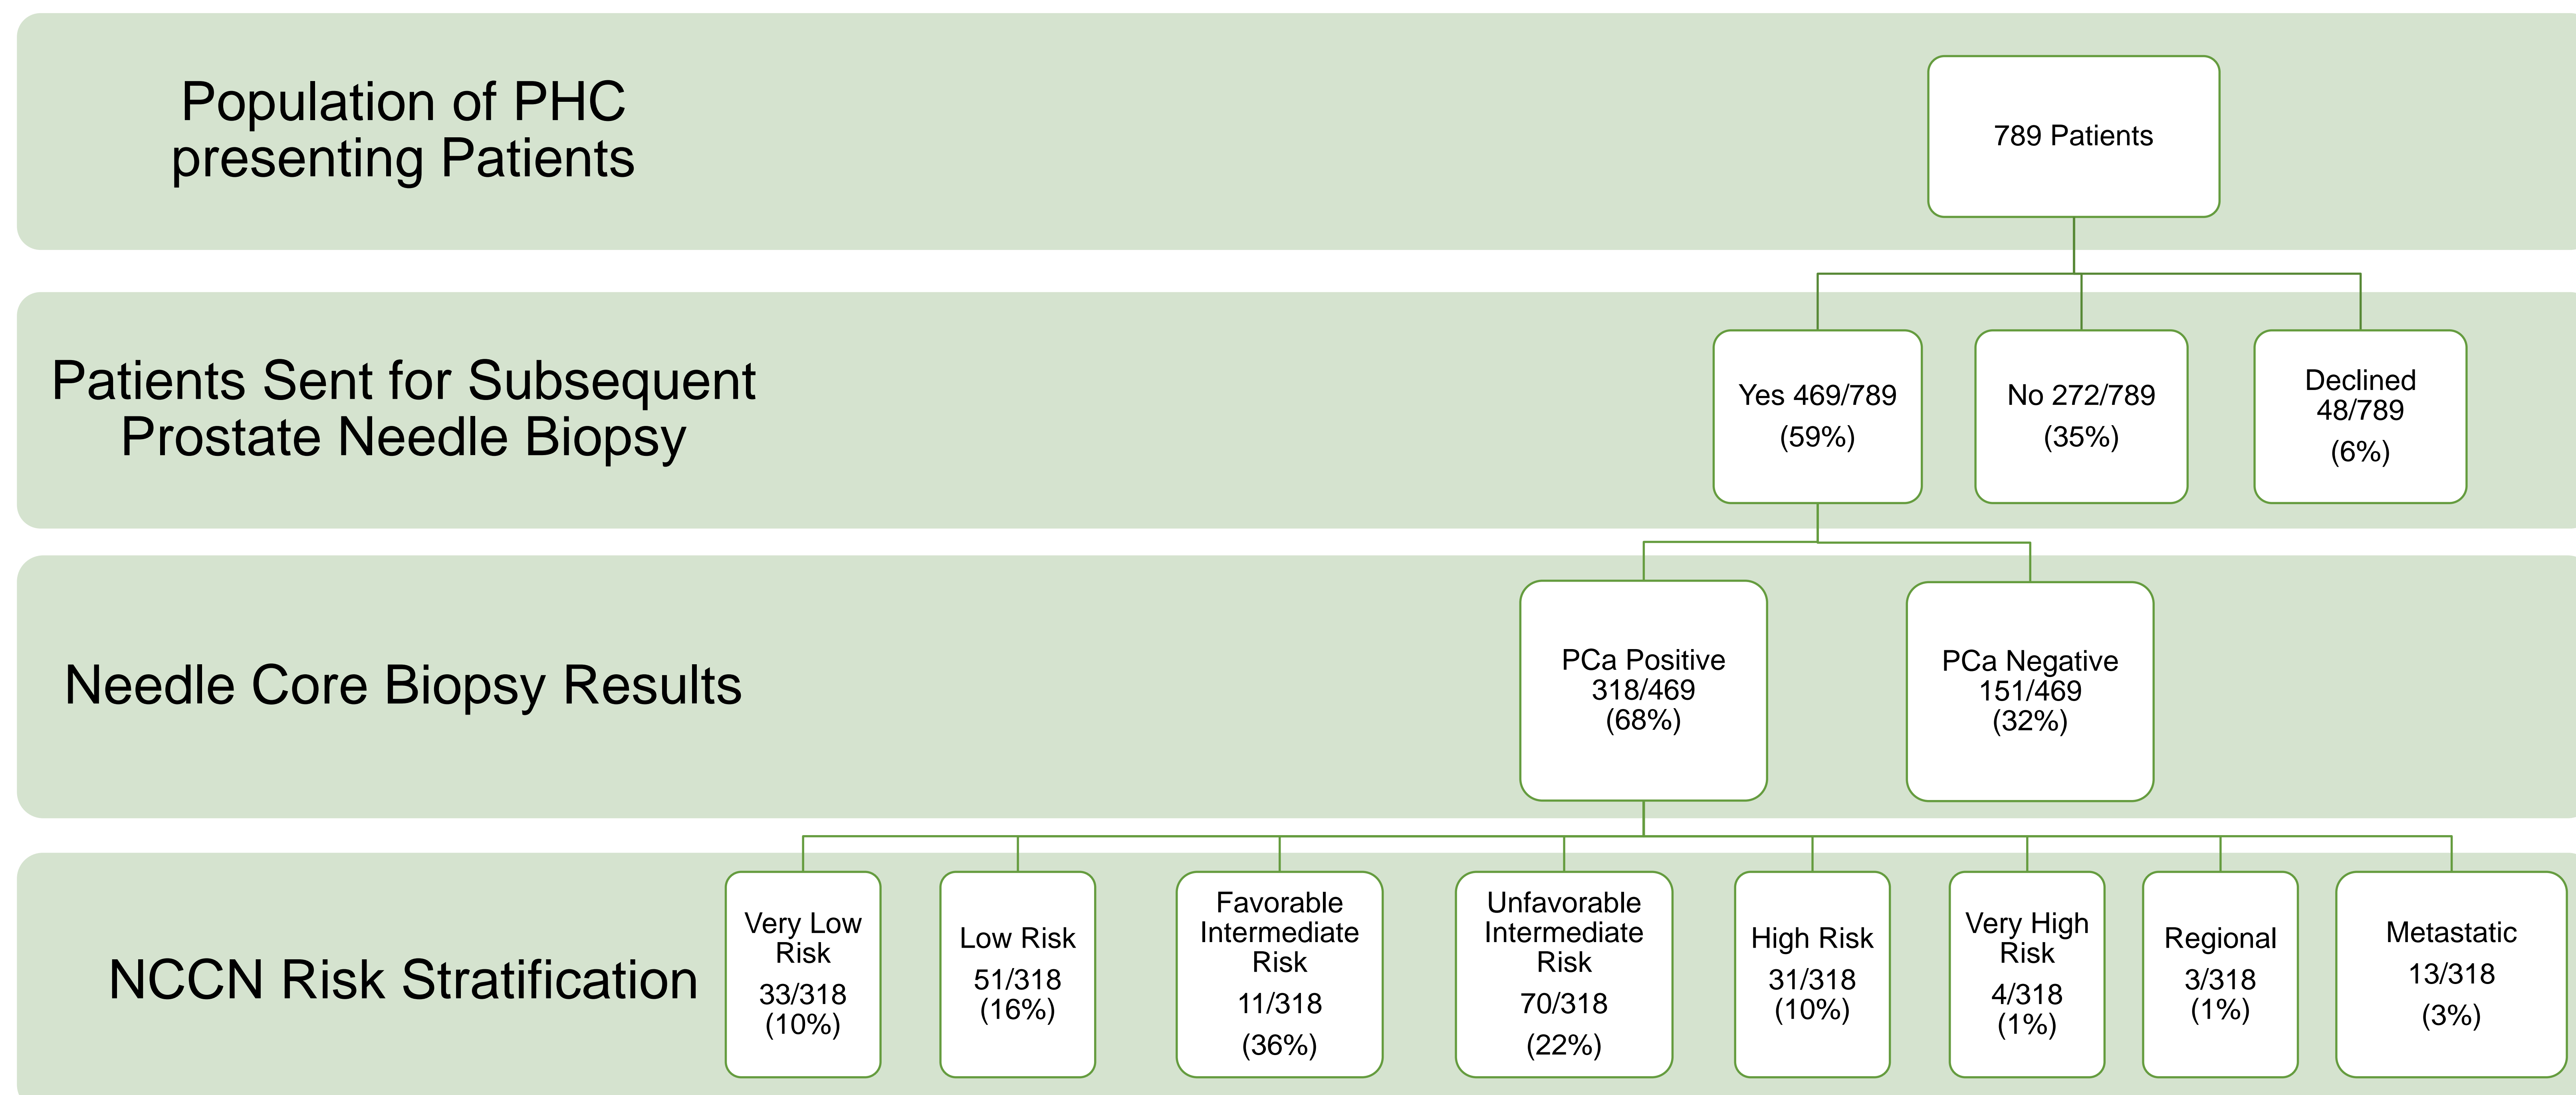 Population of PHC
presenting Patients
789 Patients
Patients Sent for Subsequent
Prostate Needle Biopsy
Yes 469/789
(59%)
No 272/789
(35%)
Declined
48/789
(6%)
Needle Core Biopsy Results
PCa Positive
318/469
(68%)
PCa Negative
151/469
(32%)
NCCN Risk Stratification
Very Low
Risk
33/318
(10%)
Low Risk
51/318
(16%)
Favorable
Intermediate
Risk
11/318
(36%)
Unfavorable
Intermediate
Risk
70/318
(22%)
High Risk
31/318
(10%)
Very High
Risk
4/318
(1%)
Regional
3/318
(1%)
Metastatic
13/318
(3%)